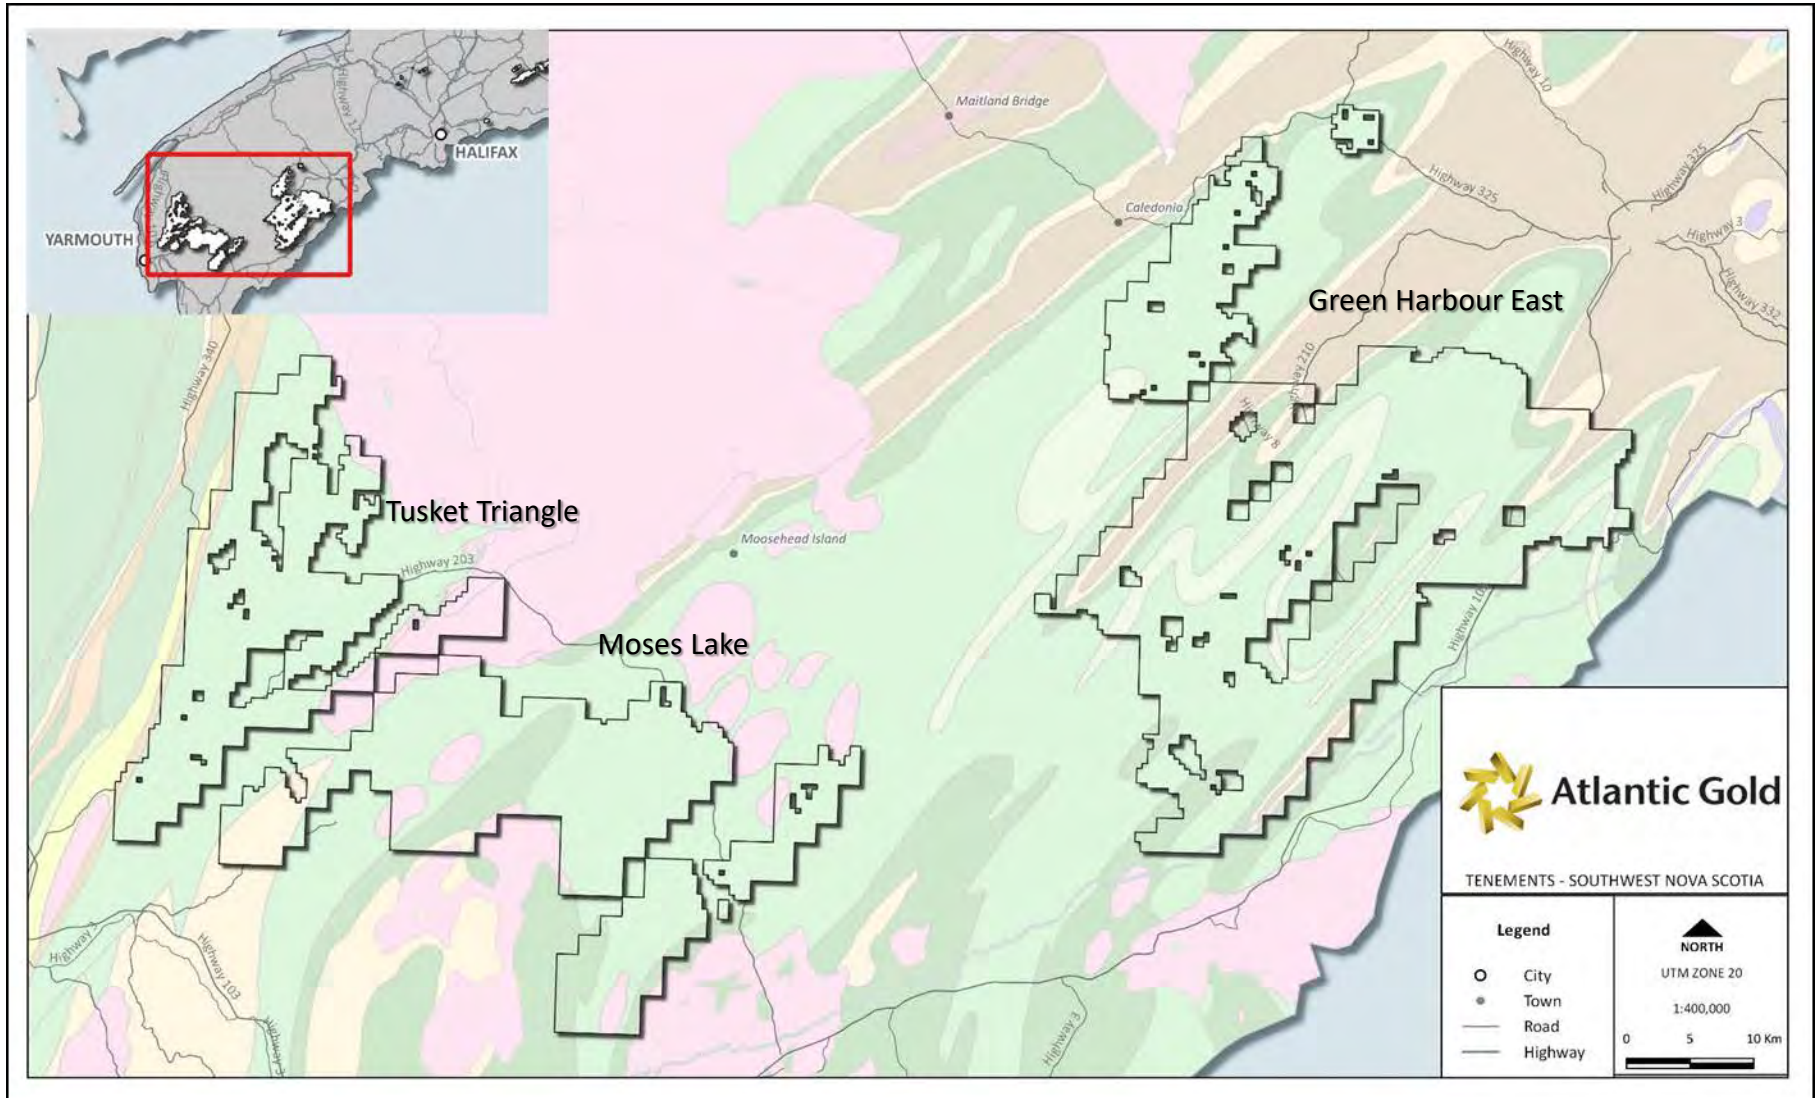 Highway 10
Maitland Bridge
HALIFAX
Highway 325
Highway 325
YARMOUTH
Caledonia
Highway 3
Highway 332
Green Harbour East
Highway 340
Highway 210
Highway 8
Tusket Triangle
Moosehead Island
Highway 203
Moses Lake
Atlantic Gold
TENEMENTS - SOUTHWEST NOVA SCOTIA
Legend
City
Town
Road
Highway
NORTH
UTM ZONE 20
1:400,000
0 5 10 Km
Highway 3
Highway 103
Highway 3
Highway 3